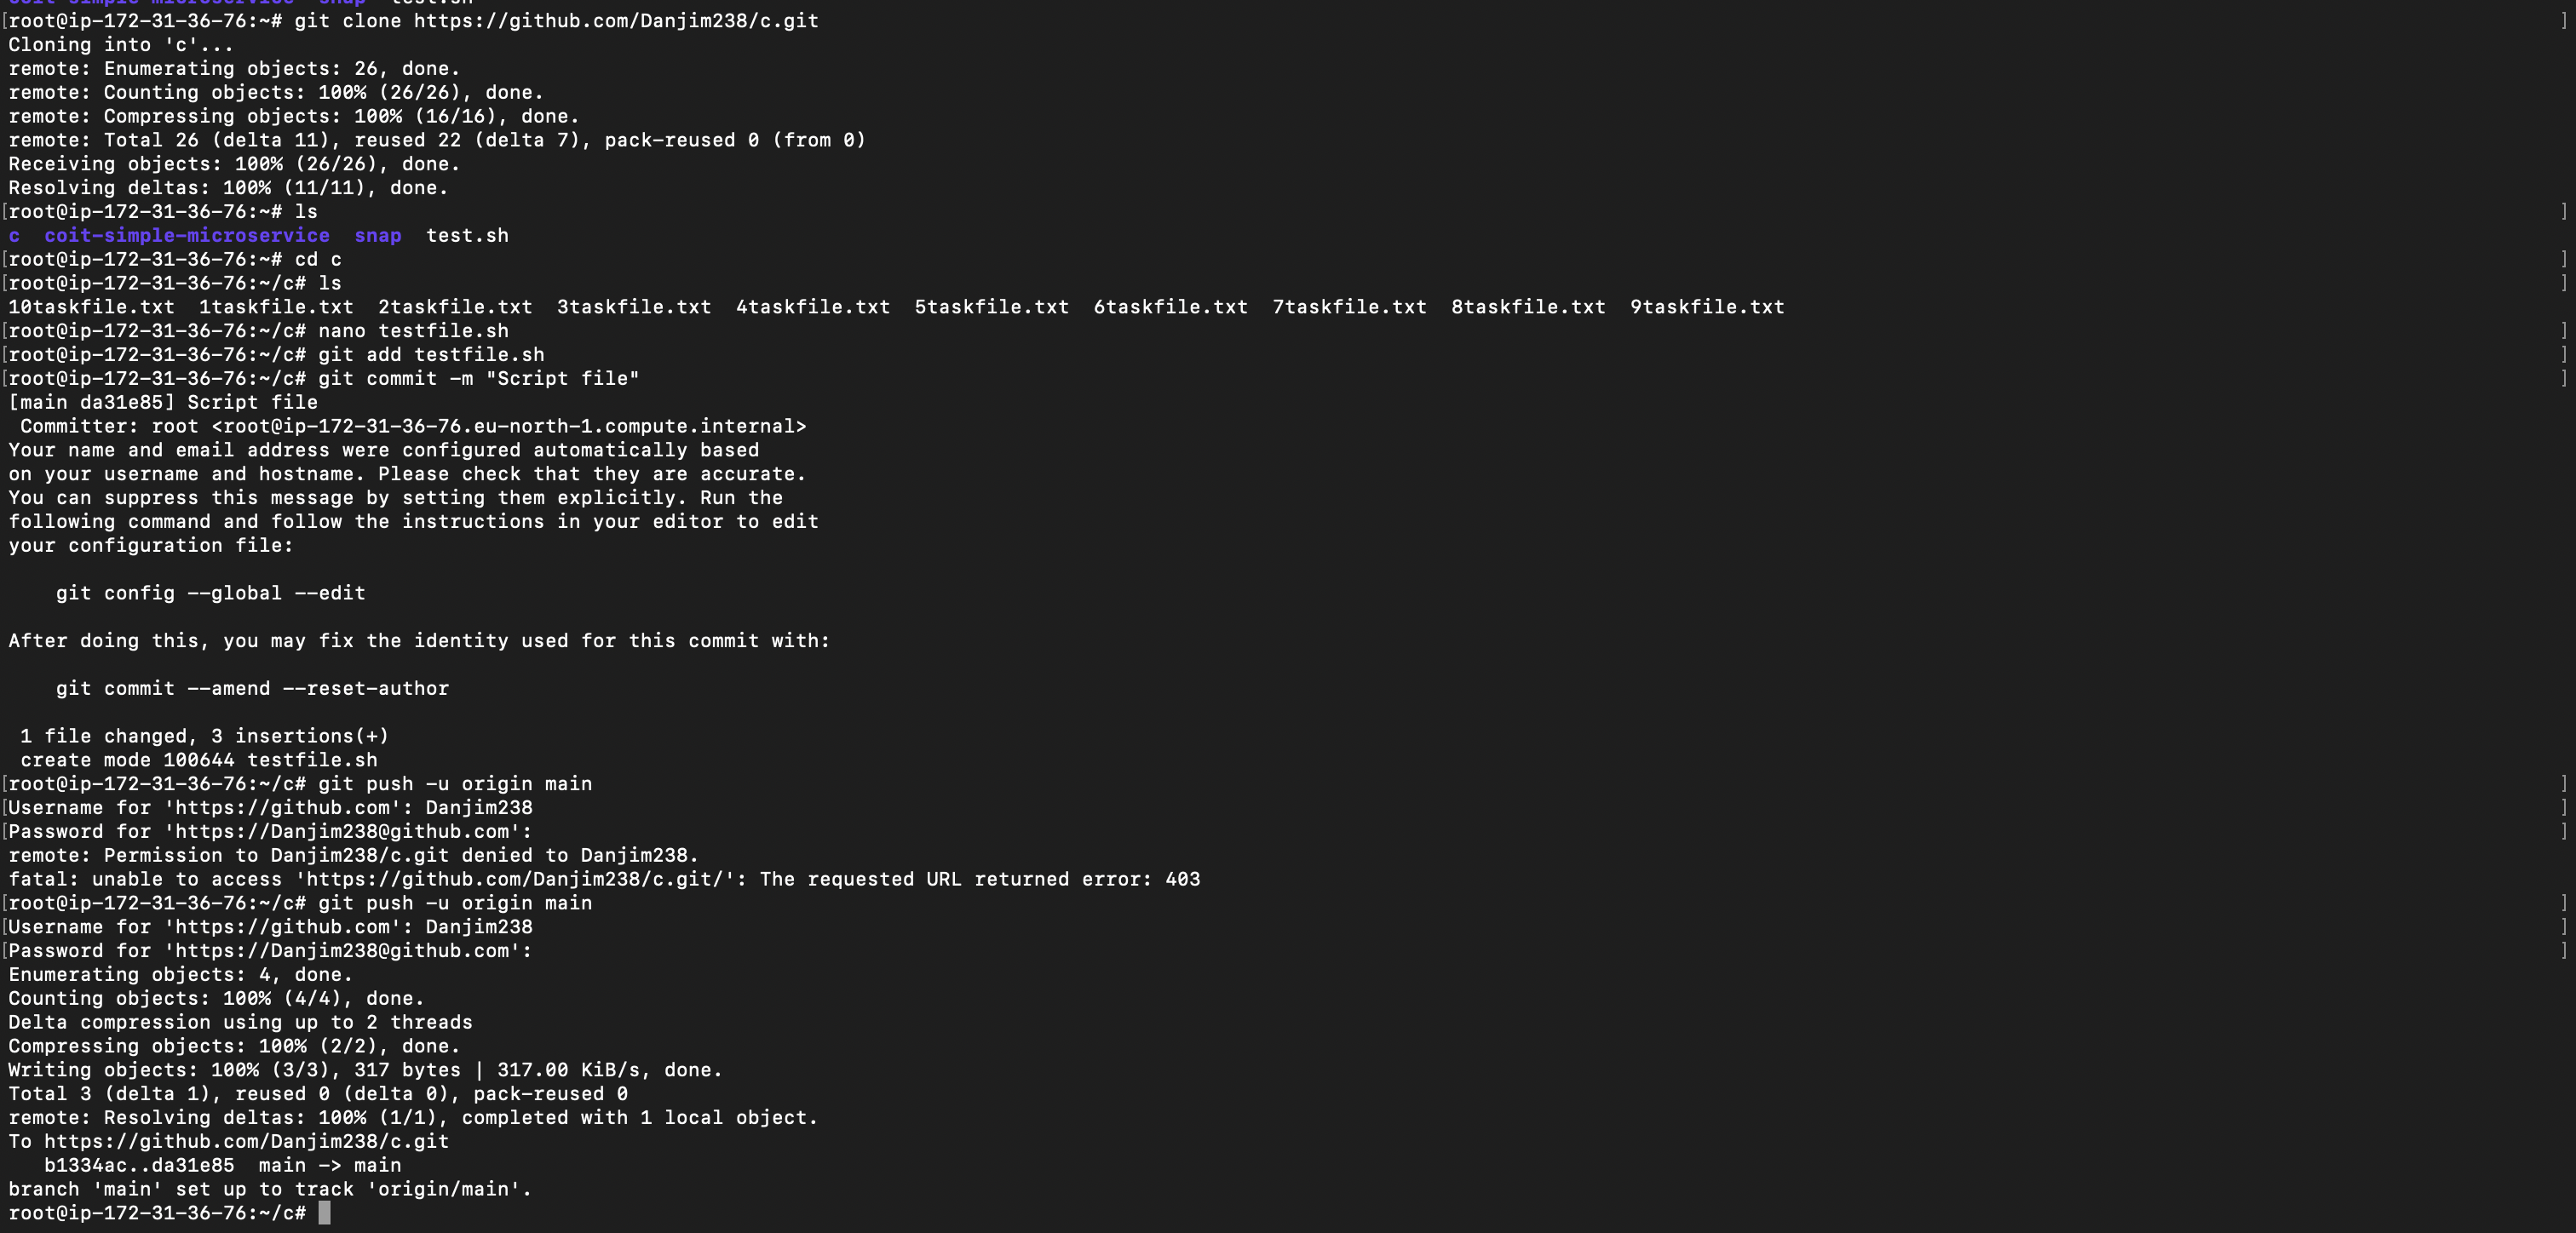 coit-simple-microservice snap test.sh
[root@ip-172-31-36-76:~# git clone https://github.com/Danjim238/c.git ]
Cloning into 'c'...
remote: Enumerating objects: 26, done.
remote: Counting objects: 100% (26/26), done.
remote: Compressing objects: 100% (16/16), done.
remote: Total 26 (delta 11), reused 22 (delta 7), pack-reused 0 (from 0)
Receiving objects: 100% (26/26), done.
Resolving deltas: 100% (11/11), done.
[root@ip-172-31-36-76:~# ls ]
c  coit-simple-microservice  snap  test.sh
[root@ip-172-31-36-76:~# cd c ]
[root@ip-172-31-36-76:~/c# ls ]
10taskfile.txt  1taskfile.txt  2taskfile.txt  3taskfile.txt  4taskfile.txt  5taskfile.txt  6taskfile.txt  7taskfile.txt  8taskfile.txt  9taskfile.txt
[root@ip-172-31-36-76:~/c# nano testfile.sh ]
[root@ip-172-31-36-76:~/c# git add testfile.sh ]
[root@ip-172-31-36-76:~/c# git commit -m "Script file" ]
[main da31e85] Script file
 Committer: root <root@ip-172-31-36-76.eu-north-1.compute.internal>
Your name and email address were configured automatically based
on your username and hostname. Please check that they are accurate.
You can suppress this message by setting them explicitly. Run the
following command and follow the instructions in your editor to edit
your configuration file:
    git config --global --edit
After doing this, you may fix the identity used for this commit with:
    git commit --amend --reset-author
 1 file changed, 3 insertions(+)
 create mode 100644 testfile.sh
[root@ip-172-31-36-76:~/c# git push -u origin main ]
[Username for 'https://github.com': Danjim238 ]
[Password for 'https://Danjim238@github.com': ]
remote: Permission to Danjim238/c.git denied to Danjim238.
fatal: unable to access 'https://github.com/Danjim238/c.git/': The requested URL returned error: 403
[root@ip-172-31-36-76:~/c# git push -u origin main ]
[Username for 'https://github.com': Danjim238 ]
[Password for 'https://Danjim238@github.com': ]
Enumerating objects: 4, done.
Counting objects: 100% (4/4), done.
Delta compression using up to 2 threads
Compressing objects: 100% (2/2), done.
Writing objects: 100% (3/3), 317 bytes | 317.00 KiB/s, done.
Total 3 (delta 1), reused 0 (delta 0), pack-reused 0
remote: Resolving deltas: 100% (1/1), completed with 1 local object.
To https://github.com/Danjim238/c.git
   b1334ac..da31e85  main -> main
branch 'main' set up to track 'origin/main'.
root@ip-172-31-36-76:~/c#